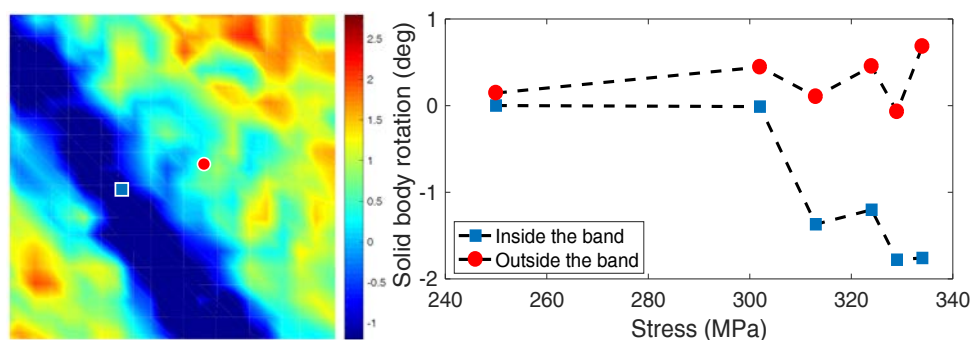 2.5
2
1.5
1
0.5
0
-0.5
-1
Solid body rotation (deg)
1
0
-1
-2
Inside the band
Outside the band
240 260 280 300 320 340
Stress (MPa)